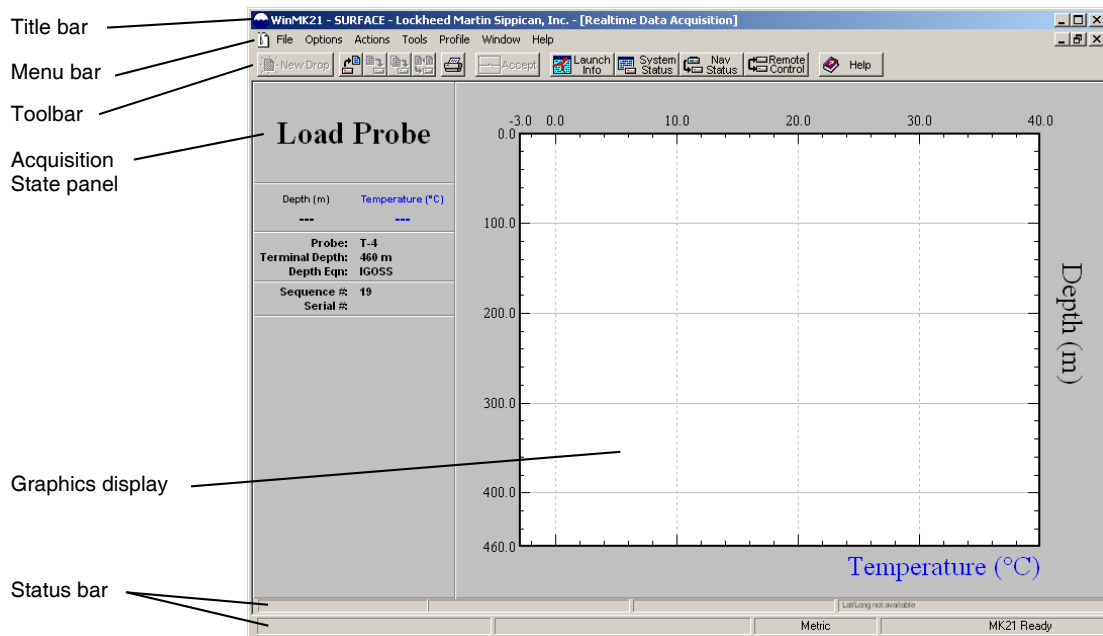 Title bar
Menu bar
Toolbar
Acquisition
State panel
Graphics display
Status bar
WinMK21 - SURFACE - Lockheed Martin Sippican, Inc. - [Realtime Data Acquisition]
File Options Actions Tools Profile Window Help
New Drop Accept Launch Info System Status Nav Status Remote Control Help
Load Probe
Depth (m) Temperature (°C)
--- ---
Probe: T-4
Terminal Depth: 460 m
Depth Eqn: IGOSS
Sequence #: 19
Serial #:
-3.0 0.0 10.0 20.0 30.0 40.0
0.0
100.0
200.0
300.0
400.0
460.0
Depth (m)
Temperature (°C)
Lat/Long not available
Metric MK21 Ready